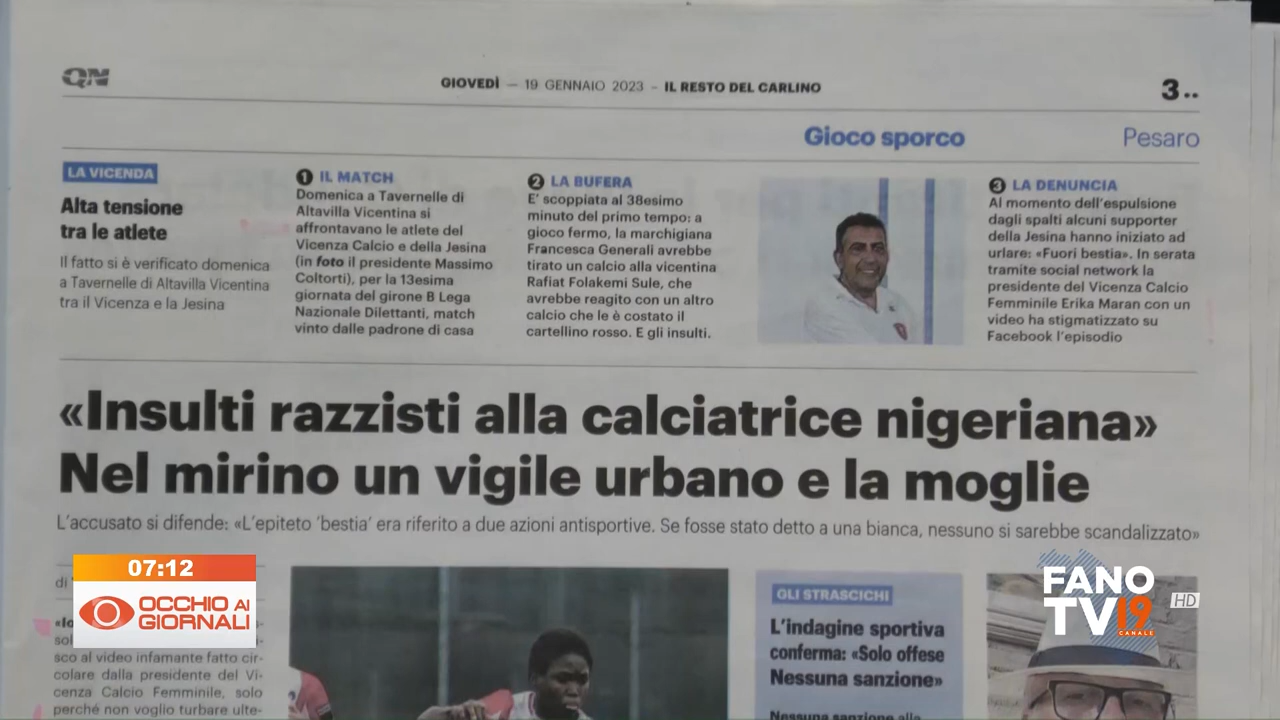 QN
GIOVEDÌ — 19 GENNAIO 2023 – IL RESTO DEL CARLINO
3 ..
Gioco sporco
Pesaro
LA VICENDA
Alta tensione
tra le atlete
Il fatto si è verificato domenica
a Tavernelle di Altavilla Vicentina
tra il Vicenza e la Jesina
1 IL MATCH
Domenica a Tavernelle di
Altavilla Vicentina si
affrontavano le atlete del
Vicenza Calcio e della Jesina
(in foto il presidente Massimo
Coltorti), per la 13esima
giornata del girone B Lega
Nazionale Dilettanti, match
vinto dalle padrone di casa
2 LA BUFERA
E' scoppiata al 38esimo
minuto del primo tempo: a
gioco fermo, la marchigiana
Francesca Generali avrebbe
tirato un calcio alla vicentina
Rafiat Folakemi Sule, che
avrebbe reagito con un altro
calcio che le è costato il
cartellino rosso. E gli insulti.
3 LA DENUNCIA
Al momento dell'espulsione
dagli spalti alcuni supporter
della Jesina hanno iniziato ad
urlare: «Fuori bestia». In serata
tramite social network la
presidente del Vicenza Calcio
Femminile Erika Maran con un
video ha stigmatizzato su
Facebook l'episodio
«Insulti razzisti alla calciatrice nigeriana»
Nel mirino un vigile urbano e la moglie
L'accusato si difende: «L'epiteto 'bestia' era riferito a due azioni antisportive. Se fosse stato detto a una bianca, nessuno si sarebbe scandalizzato»
di
07:12
OCCHIO AI
GIORNALI
sco al video infamante fatto cir-
colare dalla presidente del Vi-
cenza Calcio Femminile, solo
perché non voglio turbare ulte-
GLI STRASCICHI
L'indagine sportiva
conferma: «Solo offese
Nessuna sanzione»
Nessuna sanzione alla
FANO
TV19
CANALE
HD